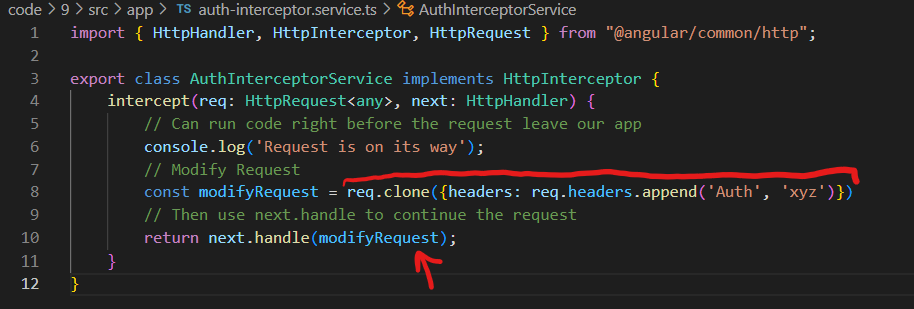 code > 9 > src > app > TS auth-interceptor.service.ts > AuthInterceptorService
1 import { HttpHandler, HttpInterceptor, HttpRequest } from "@angular/common/http";
2
3 export class AuthInterceptorService implements HttpInterceptor {
4     intercept(req: HttpRequest<any>, next: HttpHandler) {
5         // Can run code right before the request leave our app
6         console.log('Request is on its way');
7         // Modify Request
8         const modifyRequest = req.clone({headers: req.headers.append('Auth', 'xyz')})
9         // Then use next.handle to continue the request
10         return next.handle(modifyRequest);
11     }
12 }